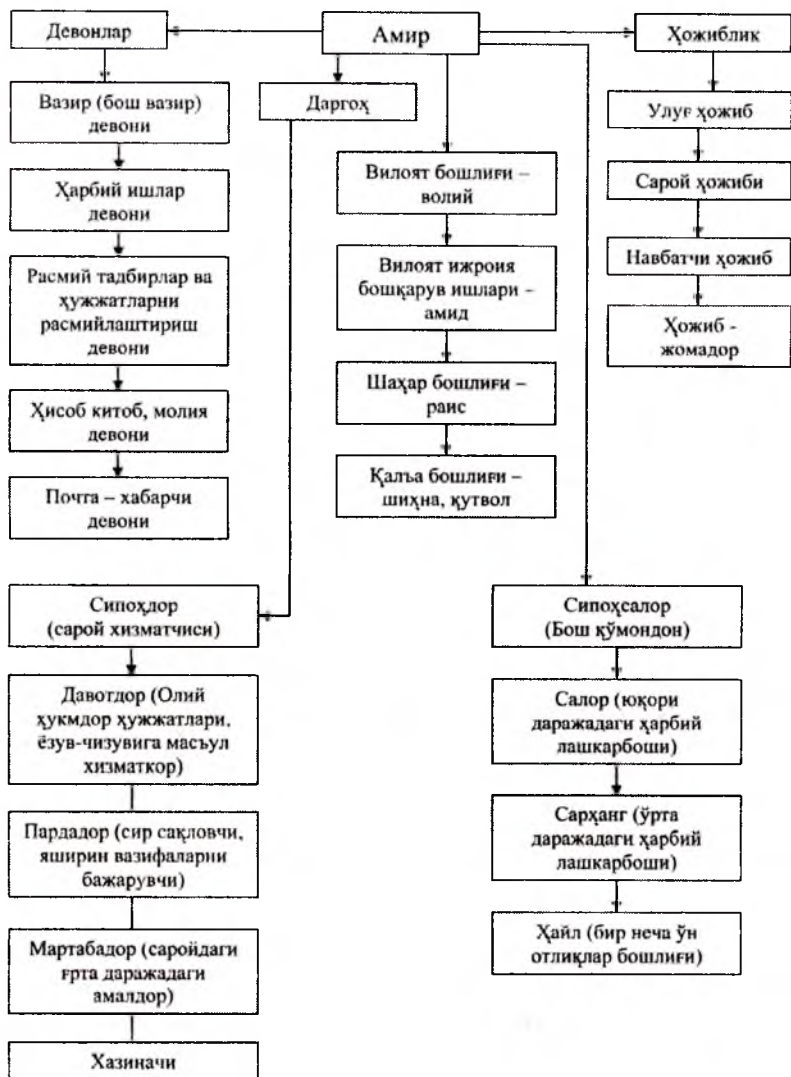 Девонлар
Амир
Ҳожиблик
Вазир (бош вазир)
девони
Даргоҳ
Улуғ ҳожиб
Ҳарбий ишлар
девони
Вилоят бошлиғи –
волий
Сарой ҳожиби
Расмий тадбирлар ва
ҳужжатларни
расмийлаштириш
девони
Вилоят ижроия
бошқарув ишлари -
амид
Навбатчи ҳожиб
Ҳожиб -
жомадор
Ҳисоб китоб, молия
девони
Шаҳар бошлиғи –
раис
Почта – хабарчи
девони
Қалъа бошлиғи –
шиҳна, қутвол
Сипоҳдор
(сарой хизматчиси)
Давотдор (Олий
ҳукмдор ҳужжатлари,
ёзув-чизувига масъул
хизматкор)
Пардадор (сир сақловчи,
яширин вазифаларни
бажарувчи)
Мартабадор (саройдаги
ғрта даражадаги
амалдор)
Хазиначи
Сипоҳсалор
(Бош қўмондон)
Салор (юқори
даражадаги ҳарбий
лашкарбоши)
Сарҳанг (ўрта
даражадаги ҳарбий
лашкарбоши)
Ҳайл (бир неча ўн
отлиқлар бошлиғи)